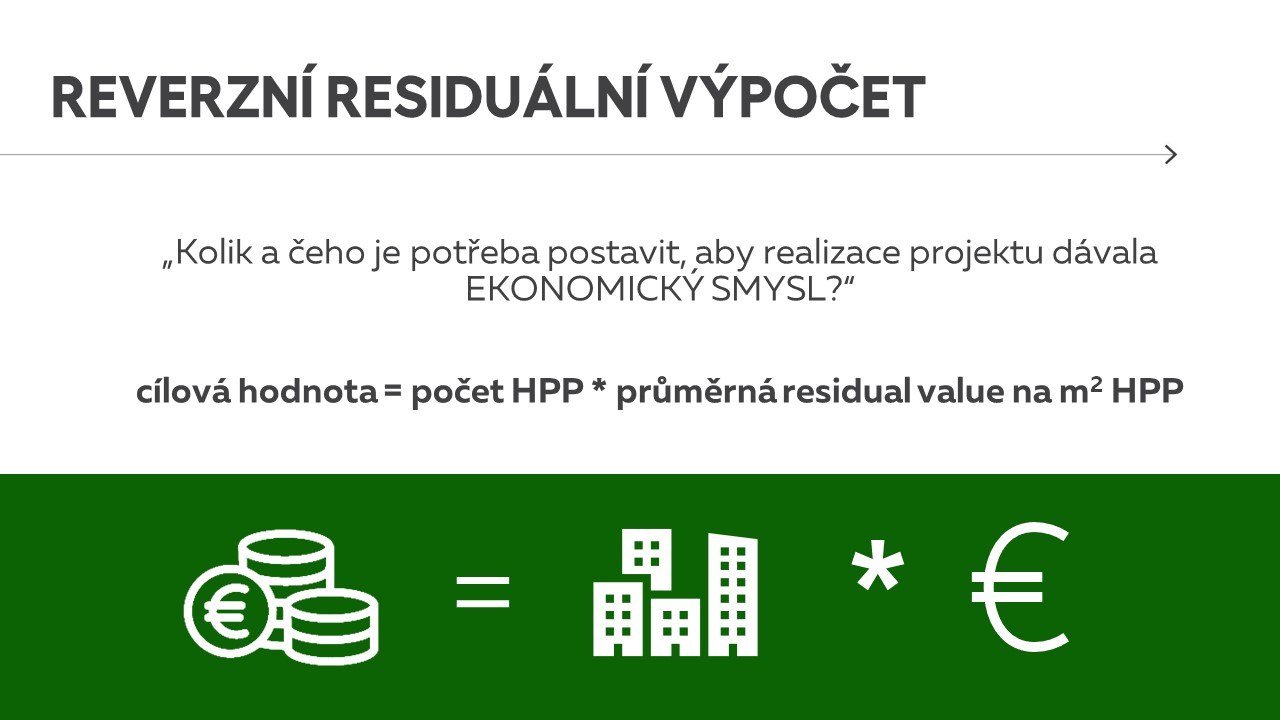 REVERZNÍ RESIDUÁLNÍ VÝPOČET
„Kolik a čeho je potřeba postavit, aby realizace projektu dávala
EKONOMICKÝ SMYSL?“
cílová hodnota = počet HPP * průměrná residual value na m² HPP
€ = * €